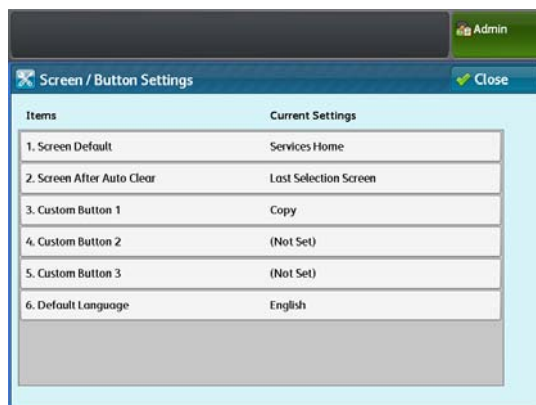 Admin
Screen / Button Settings Close
Items Current Settings
1. Screen Default Services Home
2. Screen After Auto Clear Last Selection Screen
3. Custom Button 1 Copy
4. Custom Button 2 (Not Set)
5. Custom Button 3 (Not Set)
6. Default Language English